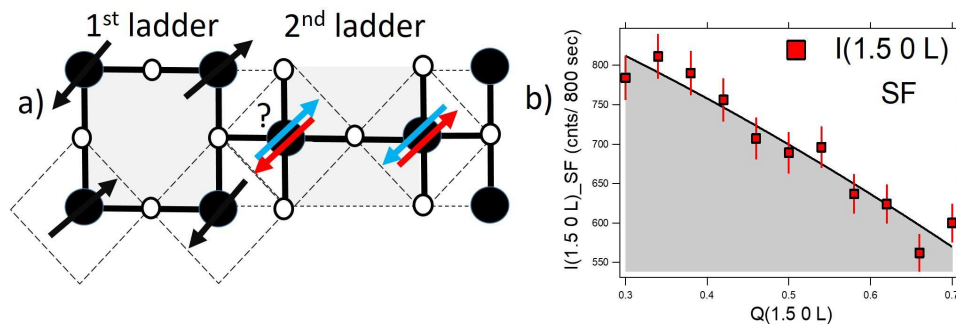 1st ladder
2nd ladder
a)
?
b)
I(1.5 0 L)
SF
I(1.5 0 L)_SF (cnts/ 800 sec)
800
750
700
650
600
550
0.3
0.4
0.5
0.6
0.7
Q(1.5 0 L)